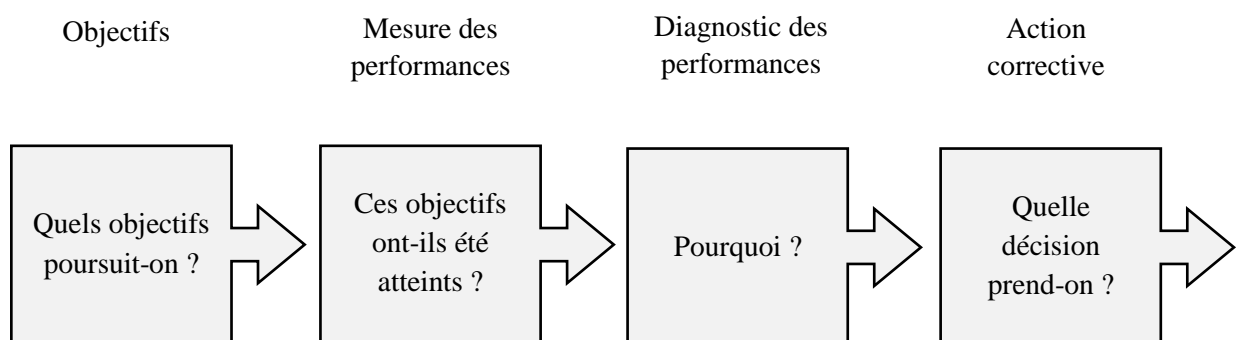 Objectifs
Mesure des
performances
Diagnostic des
performances
Action
corrective
Quels objectifs
poursuit-on ?
Ces objectifs
ont-ils été
atteints ?
Pourquoi ?
Quelle
décision
prend-on ?